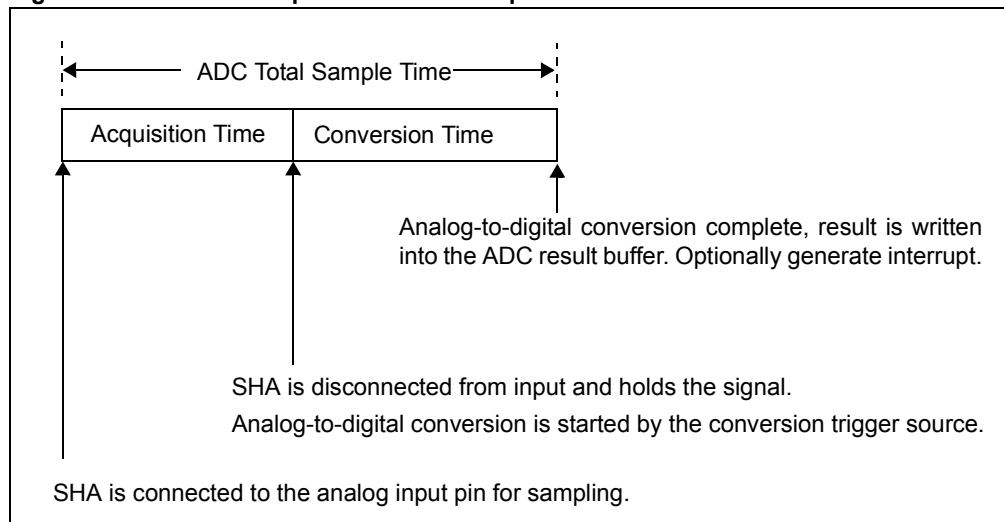 ADC Total Sample Time
Acquisition Time Conversion Time
Analog-to-digital conversion complete, result is written
into the ADC result buffer. Optionally generate interrupt.
SHA is disconnected from input and holds the signal.
Analog-to-digital conversion is started by the conversion trigger source.
SHA is connected to the analog input pin for sampling.